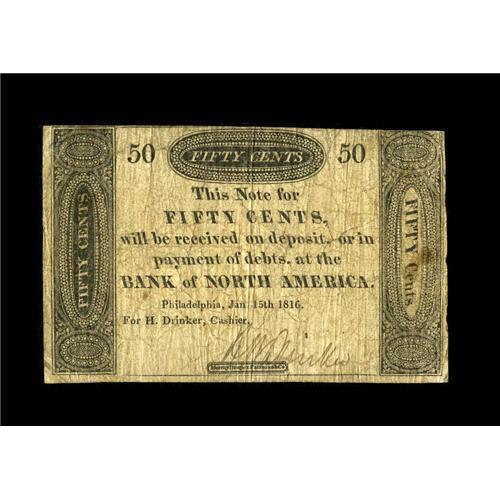 50 FIFTY CENTS 50
This Note for
FIFTY CENTS,
will be received on deposit, or in
payment of debts, at the
BANK of NORTH AMERICA.
Philadelphia, Jan. 15th 1816.
For H. Drinker, Cashier,
Drinker
FIFTY CENTS
FIFTY Cents